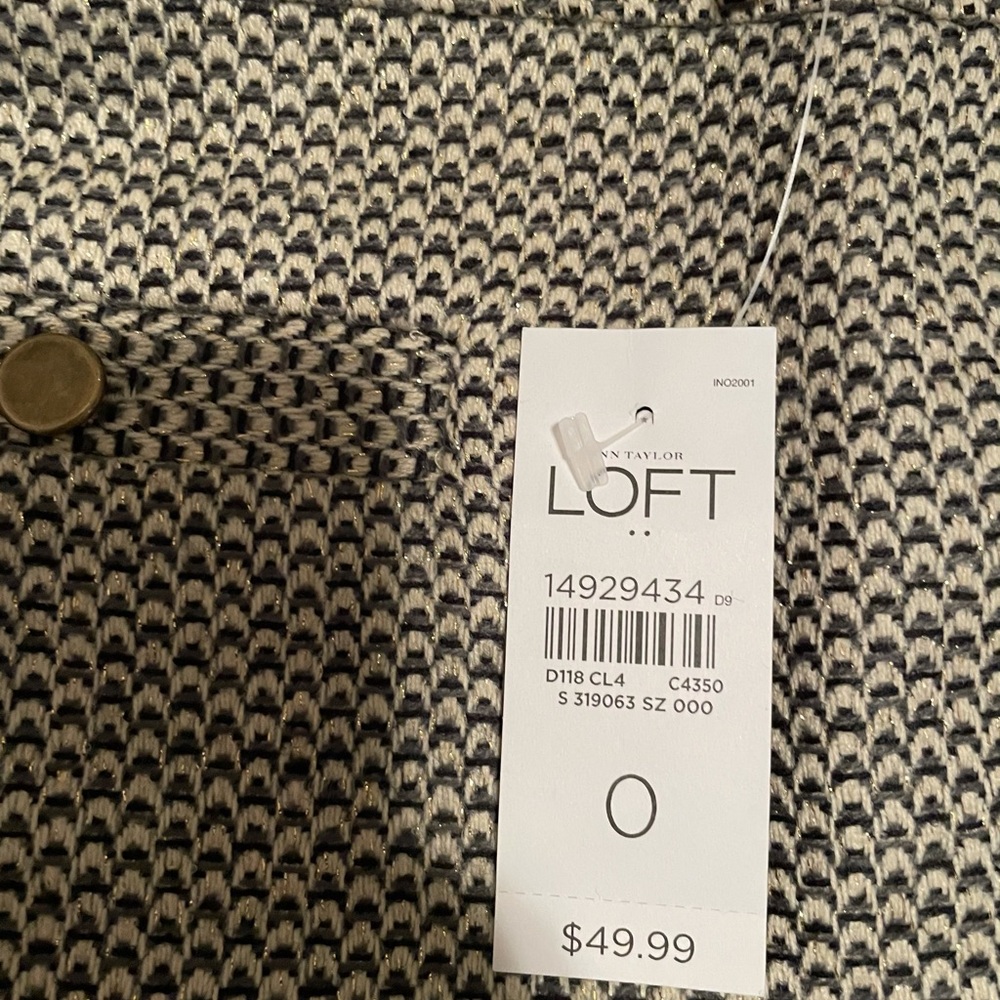 INO2001
NN TAYLOR
LOFT
14929434 D9
D118 CL4 C4350
S 319063 SZ 000
0
$49.99